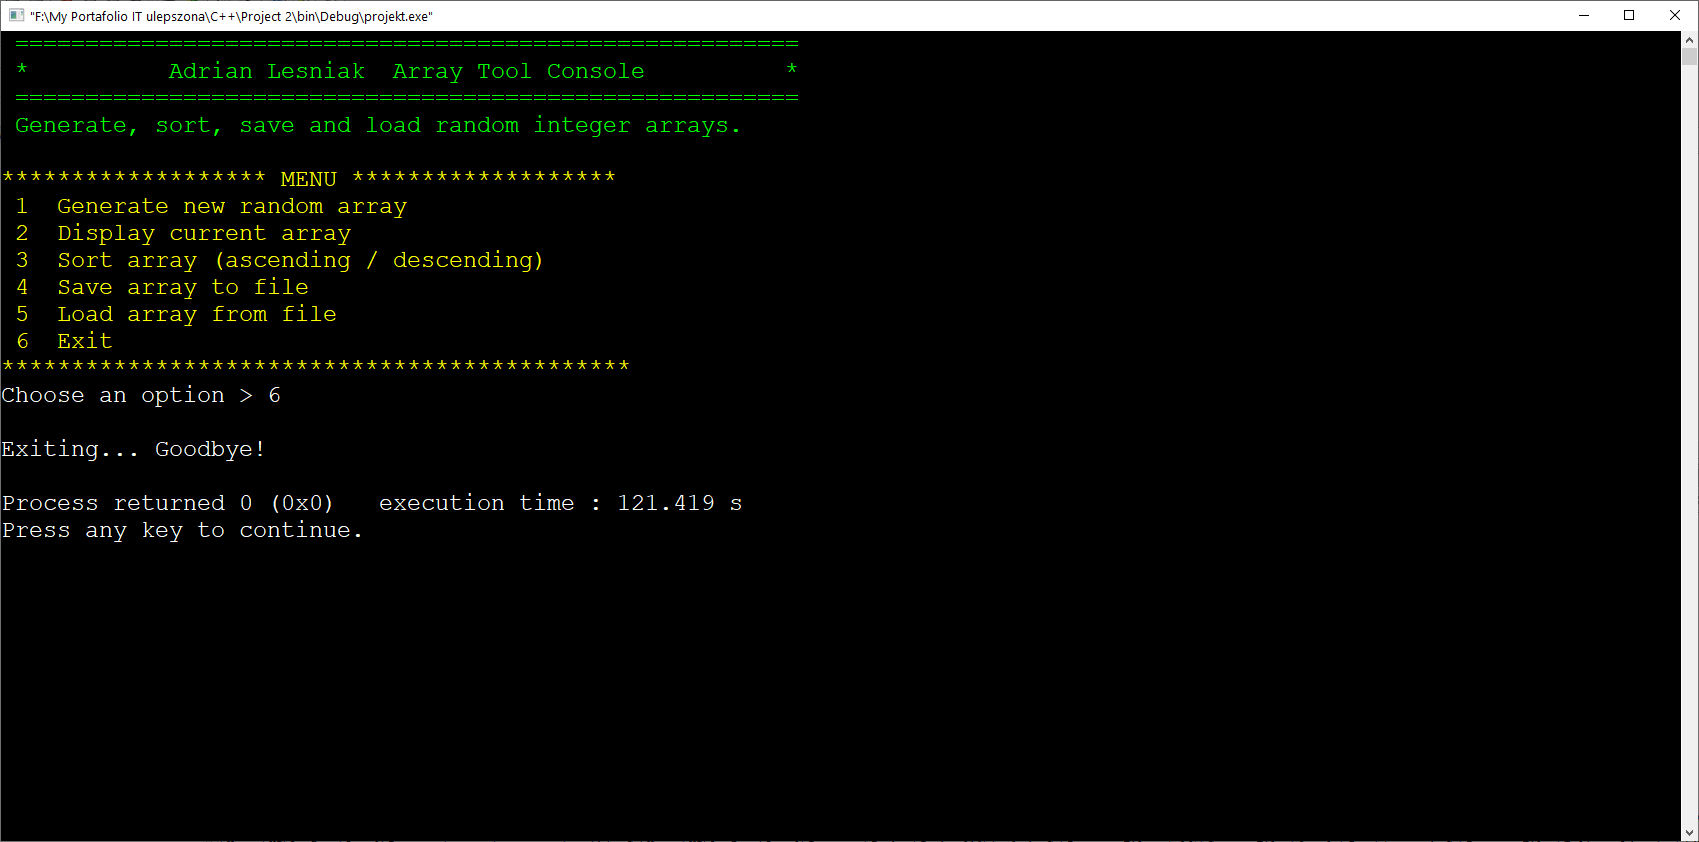 "F:\My Portafolio IT ulepszona\C++\Project 2\bin\Debug\projekt.exe"
========================================================
*          Adrian Lesniak  Array Tool Console          *
========================================================
Generate, sort, save and load random integer arrays.
******************* MENU *******************
1  Generate new random array
2  Display current array
3  Sort array (ascending / descending)
4  Save array to file
5  Load array from file
6  Exit
*********************************************
Choose an option > 6
Exiting... Goodbye!
Process returned 0 (0x0)   execution time : 121.419 s
Press any key to continue.